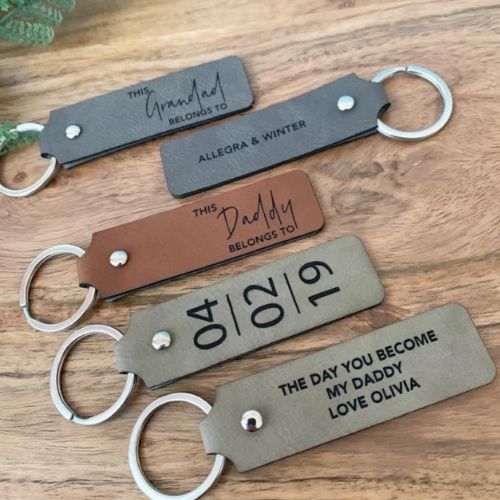 THIS
Grandad
BELONGS TO
ALLEGRA & WINTER
THIS
Daddy
BELONGS TO
04
02
19
THE DAY YOU BECOME
MY DADDY
LOVE OLIVIA